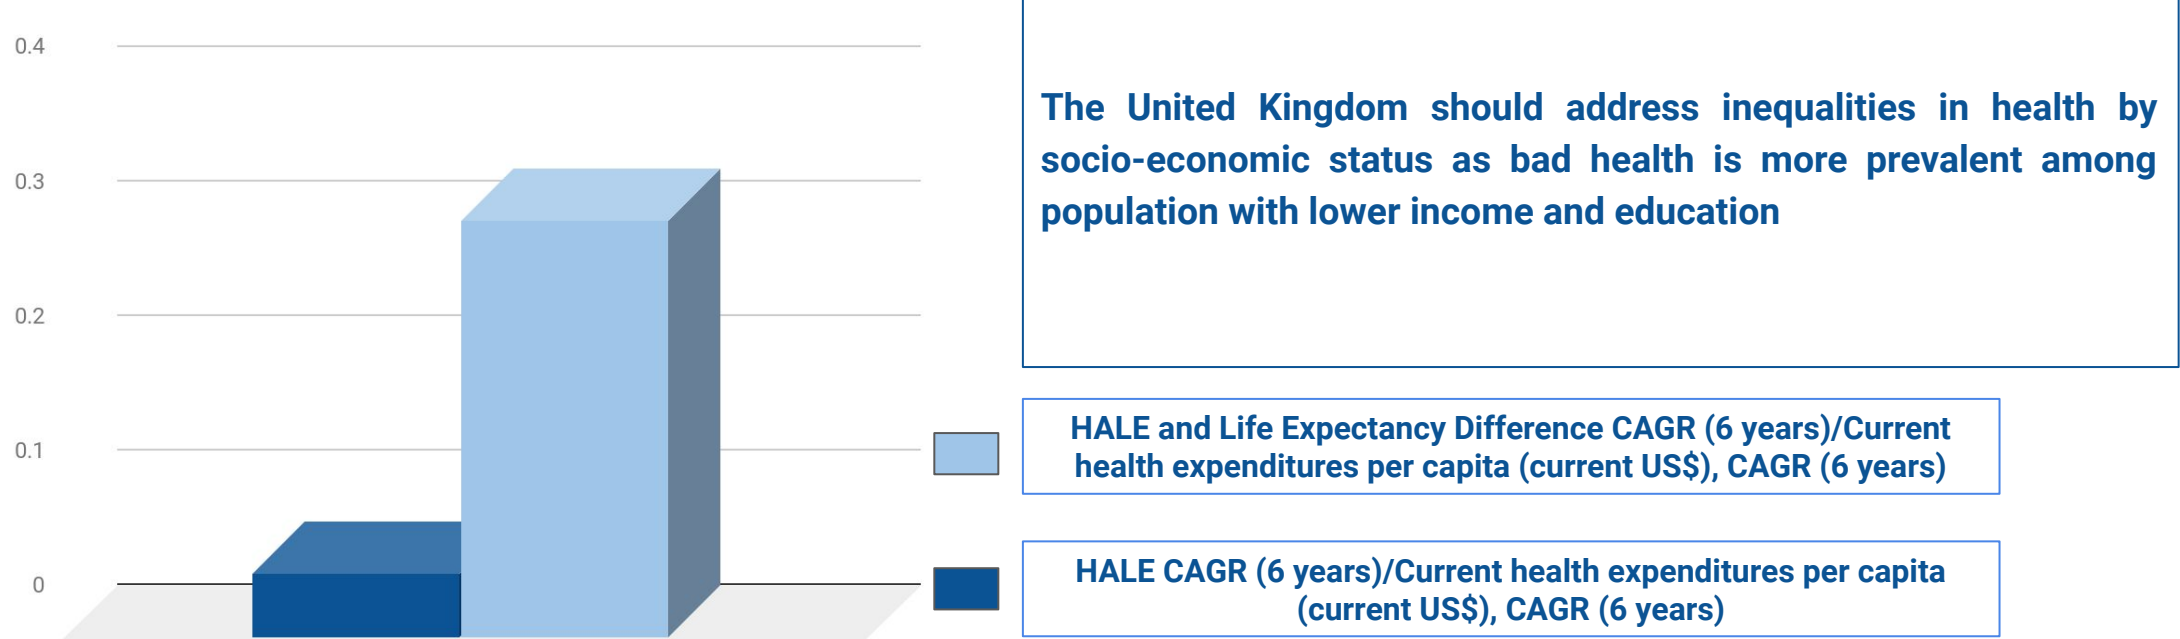 0.4
0.3
0.2
0.1
0
The United Kingdom should address inequalities in health by
socio-economic status as bad health is more prevalent among
population with lower income and education
HALE and Life Expectancy Difference CAGR (6 years)/Current
health expenditures per capita (current US$), CAGR (6 years)
HALE CAGR (6 years)/Current health expenditures per capita
(current US$), CAGR (6 years)